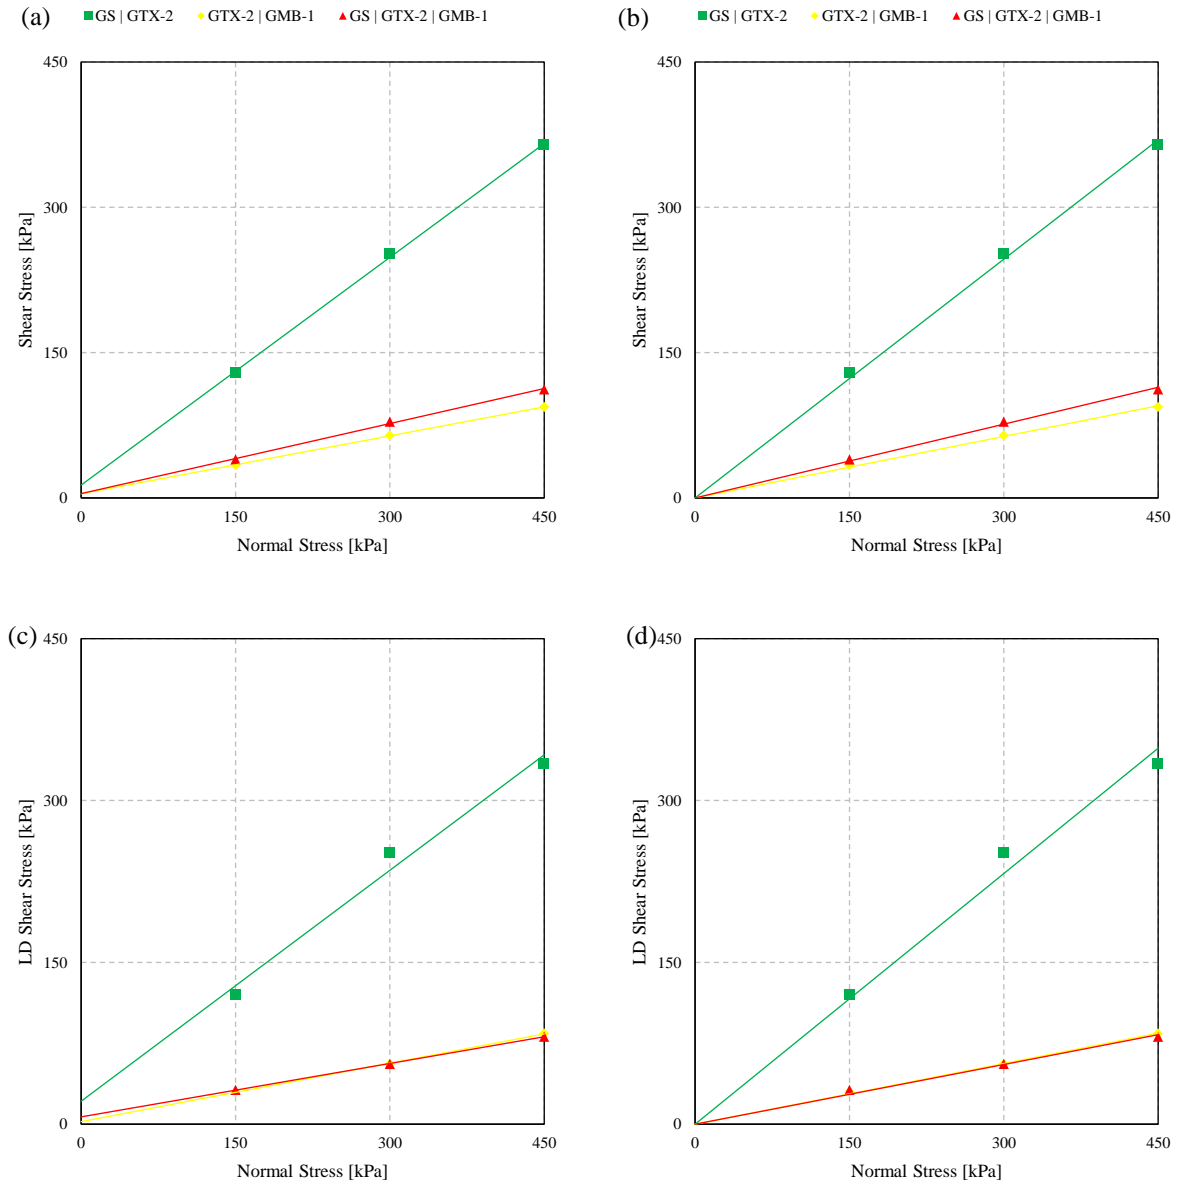 (a)
GS | GTX-2 GTX-2 | GMB-1 GS | GTX-2 | GMB-1
450
300
150
0
0 150 300 450
Shear Stress [kPa]
Normal Stress [kPa]
(b)
GS | GTX-2 GTX-2 | GMB-1 GS | GTX-2 | GMB-1
450
300
150
0
0 150 300 450
Shear Stress [kPa]
Normal Stress [kPa]
(c)
450
300
150
0
0 150 300 450
LD Shear Stress [kPa]
Normal Stress [kPa]
(d)
450
300
150
0
0 150 300 450
LD Shear Stress [kPa]
Normal Stress [kPa]